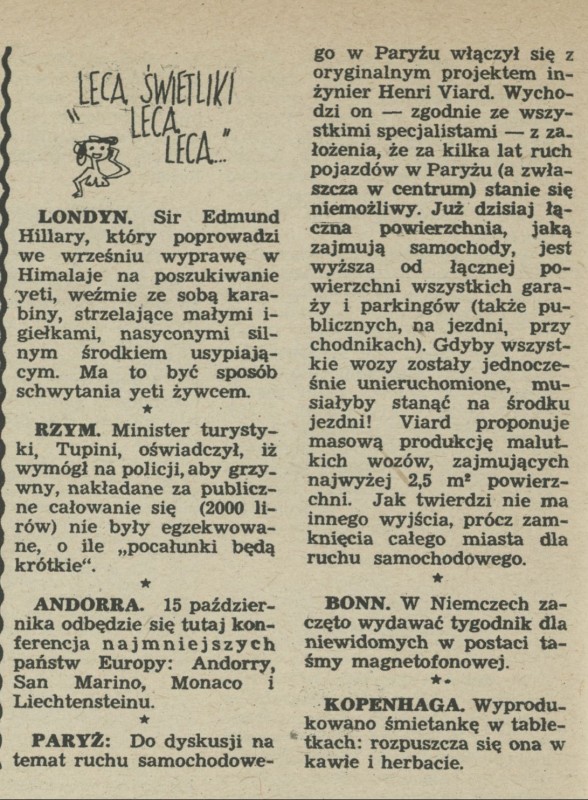 LECĄ ŚWIETLIKI
„LECĄ
LECĄ..."
LONDYN. Sir Edmund
Hillary, który poprowadzi
we wrześniu wyprawę w
Himalaje na poszukiwanie
yeti, weźmie ze sobą kara-
biny, strzelające małymi i-
giełkami, nasyconymi sil-
nym środkiem usypiają-
cym. Ma to być sposób
schwytania yeti żywcem.
★
RZYM. Minister turysty-
ki, Tupini, oświadczył, iż
wymógł na policji, aby grzy-
wny, nakładane za publicz-
ne całowanie się (2000 li-
rów) nie były egzekwowa-
ne, o ile „pocałunki będą
krótkie“.
★
ANDORRA. 15 paździer-
nika odbędzie się tutaj kon-
ferencja najmniejszych
państw Europy: Andorry,
San Marino, Monaco i
Liechtensteinu.
★
PARYŻ: Do dyskusji na
temat ruchu samochodowe-
go w Paryżu włączył się z
oryginalnym projektem in-
żynier Henri Viard. Wycho-
dzi on — zgodnie ze wszy-
stkimi specjalistami — z za-
łożenia, że za kilka lat ruch
pojazdów w Paryżu (a zwła-
szcza w centrum) stanie się
niemożliwy. Już dzisiaj łą-
czna powierzchnia, jaką
zajmują samochody, jest
wyższa od łącznej po-
wierzchni wszystkich gara-
ży i parkingów (także pu-
blicznych, na jezdni, przy
chodnikach). Gdyby wszyst-
kie wozy zostały jednocze-
śnie unieruchomione, mu-
siałyby stanąć na środku
jezdni! Viard proponuje
masową produkcję malut-
kich wozów, zajmujących
najwyżej 2,5 m² powierz-
chni. Jak twierdzi nie ma
innego wyjścia, prócz zam-
knięcia całego miasta dla
ruchu samochodowego.
★
BONN. W Niemczech za-
częto wydawać tygodnik dla
niewidomych w postaci ta-
śmy magnetofonowej.
★
KOPENHAGA. Wyprodu-
kowano śmietankę w table-
tkach: rozpuszcza się ona w
kawie i herbacie.